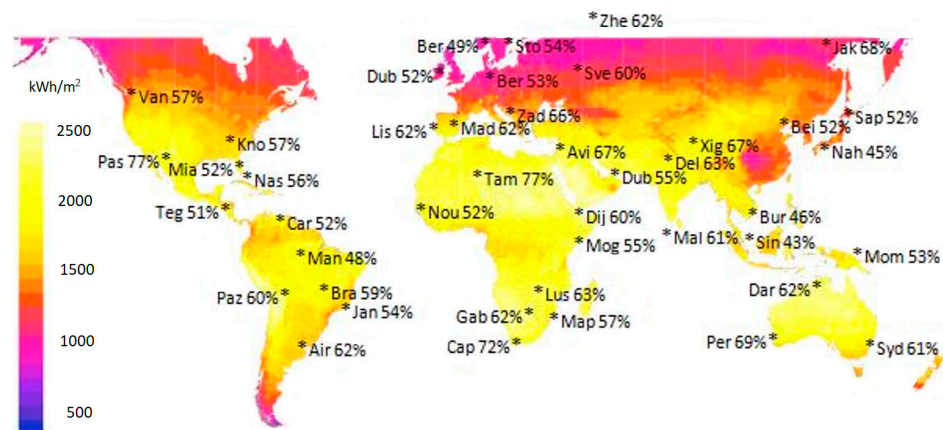 * Zhe 62%
Ber 49% *
* Sto 54%
* Jak 68%
Dub 52% *
* Ber 53%
* Sve 60%
kWh/m²
* Van 57%
* Zad 66%
* Sap 52%
2500
Lis 62% *
* Mad 62%
Bei 52% *
* Kno 57%
* Xig 67%
* Nah 45%
Avi 67% *
Pas 77% *
Mia 52% *
* Del 63%
* Nas 56%
* Tam 77%
Dub 55% *
2000
Teg 51% *
* Nou 52%
* Dij 60%
* Bur 46%
* Car 52%
* Mog 55%
* Mal 61%
* Sin 43%
* Man 48%
* Mom 53%
1500
Paz 60% *
* Bra 59%
* Lus 63%
Dar 62% *
* Jan 54%
Gab 62% *
* Map 57%
1000
* Air 62%
Cap 72% *
Per 69% *
* Syd 61%
500